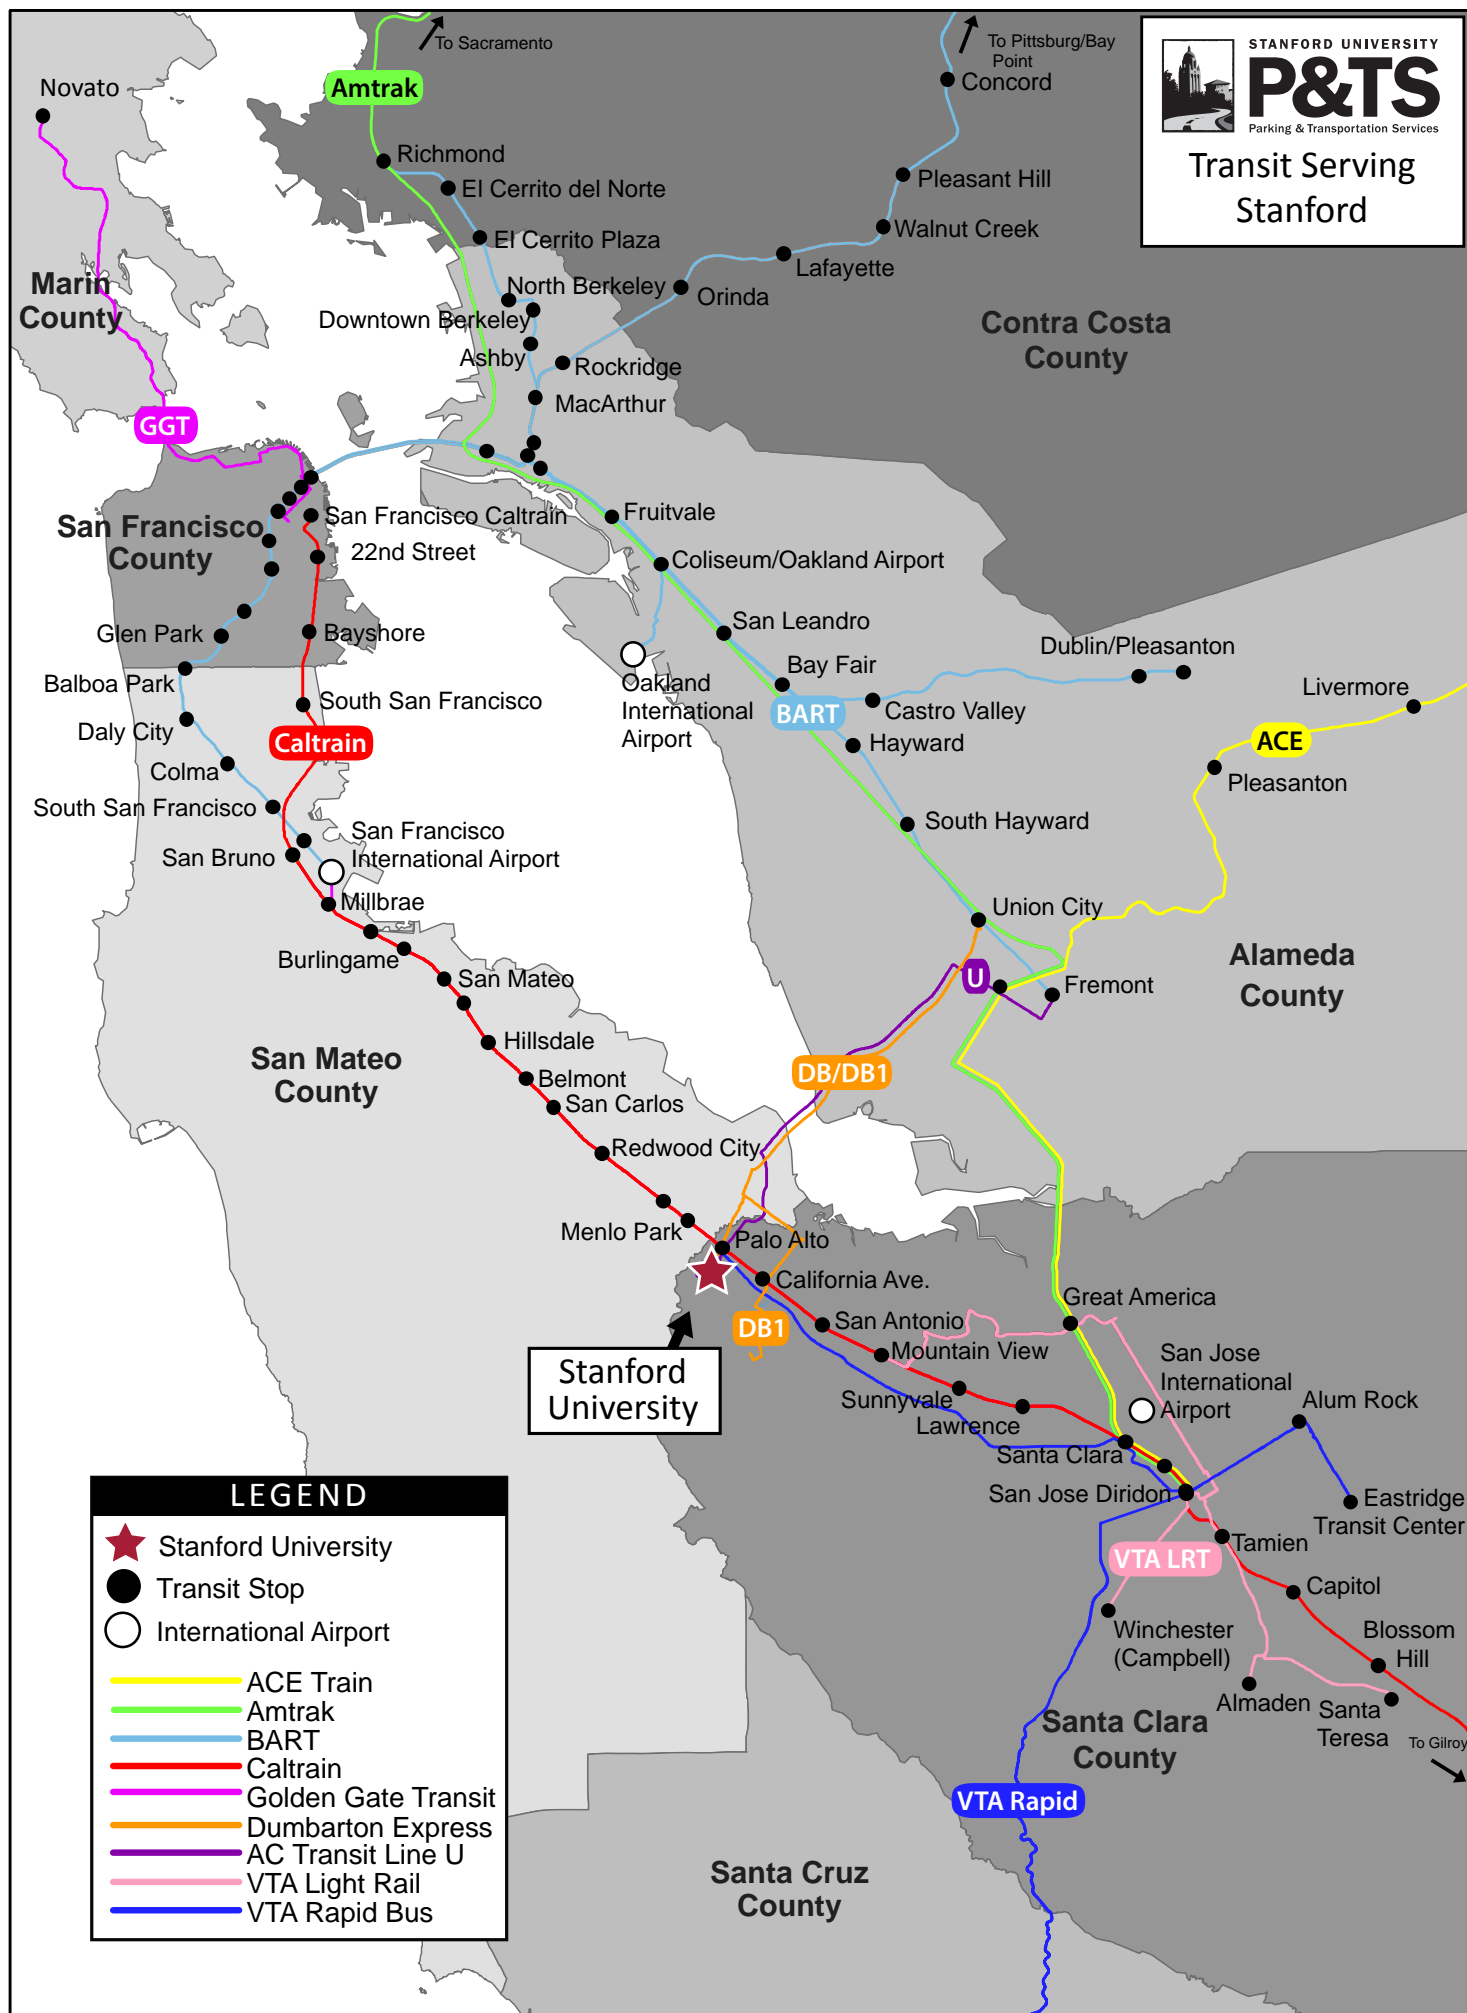 To Sacramento
To Pittsburg/Bay
Point
STANFORD UNIVERSITY
P&TS
Parking & Transportation Services
Transit Serving
Stanford
Novato
Amtrak
Concord
Richmond
El Cerrito del Norte
Pleasant Hill
El Cerrito Plaza
Walnut Creek
Lafayette
Marin
County
North Berkeley
Orinda
Downtown Berkeley
Contra Costa
County
Ashby
Rockridge
MacArthur
GGT
San Francisco
County
San Francisco Caltrain
Fruitvale
22nd Street
Coliseum/Oakland Airport
Glen Park
Bayshore
San Leandro
Dublin/Pleasanton
Bay Fair
Balboa Park
Oakland
International
Airport
Livermore
South San Francisco
BART
Castro Valley
Daly City
Caltrain
Hayward
ACE
Colma
Pleasanton
South San Francisco
San Francisco
International Airport
South Hayward
San Bruno
Millbrae
Union City
Burlingame
San Mateo
U
Fremont
Alameda
County
Hillsdale
San Mateo
County
DB/DB1
Belmont
San Carlos
Redwood City
Menlo Park
Palo Alto
California Ave.
Great America
DB1
San Antonio
Mountain View
San Jose
International
Airport
Stanford
University
Sunnyvale
Lawrence
Alum Rock
Santa Clara
San Jose Diridon
Eastridge
Transit Center
Tamien
VTA LRT
Capitol
Winchester
(Campbell)
Blossom
Hill
Almaden
Santa
Teresa
Santa Clara
County
To Gilroy
VTA Rapid
Santa Cruz
County
LEGEND
Stanford University
Transit Stop
International Airport
ACE Train
Amtrak
BART
Caltrain
Golden Gate Transit
Dumbarton Express
AC Transit Line U
VTA Light Rail
VTA Rapid Bus